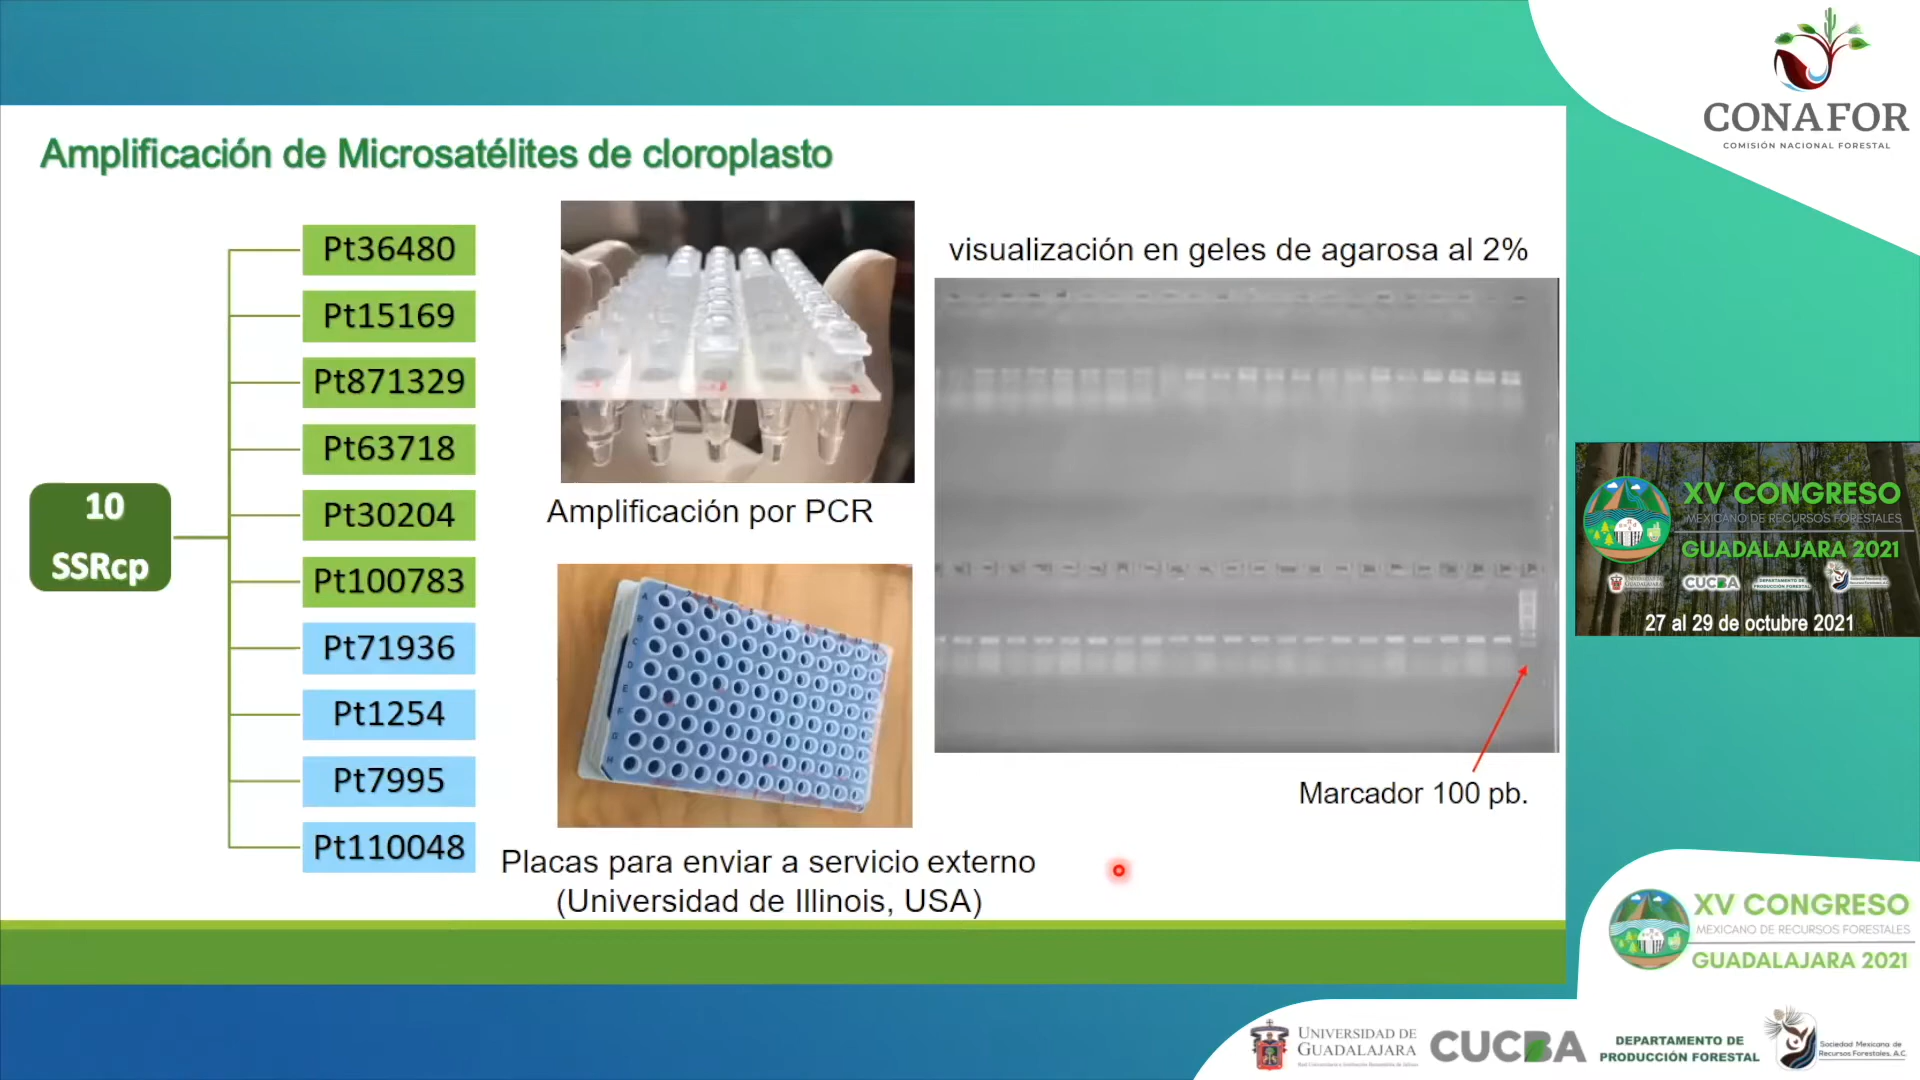 CONAFOR
COMISIÓN NACIONAL FORESTAL
Amplificación de Microsatélites de cloroplasto
10
SSRcp
Pt36480
Pt15169
Pt871329
Pt63718
Pt30204
Pt100783
Pt71936
Pt1254
Pt7995
Pt110048
Amplificación por PCR
Placas para enviar a servicio externo
(Universidad de Illinois, USA)
visualización en geles de agarosa al 2%
Marcador 100 pb.
XV CONGRESO
MEXICANO DE RECURSOS FORESTALES
GUADALAJARA 2021
CUCBA
27 al 29 de octubre 2021
XV CONGRESO
MEXICANO DE RECURSOS FORESTALES
GUADALAJARA 2021
UNIVERSIDAD DE
GUADALAJARA
CUCBA
DEPARTAMENTO DE
PRODUCCIÓN FORESTAL
Sociedad Mexicana de
Recursos Forestales, A.C.